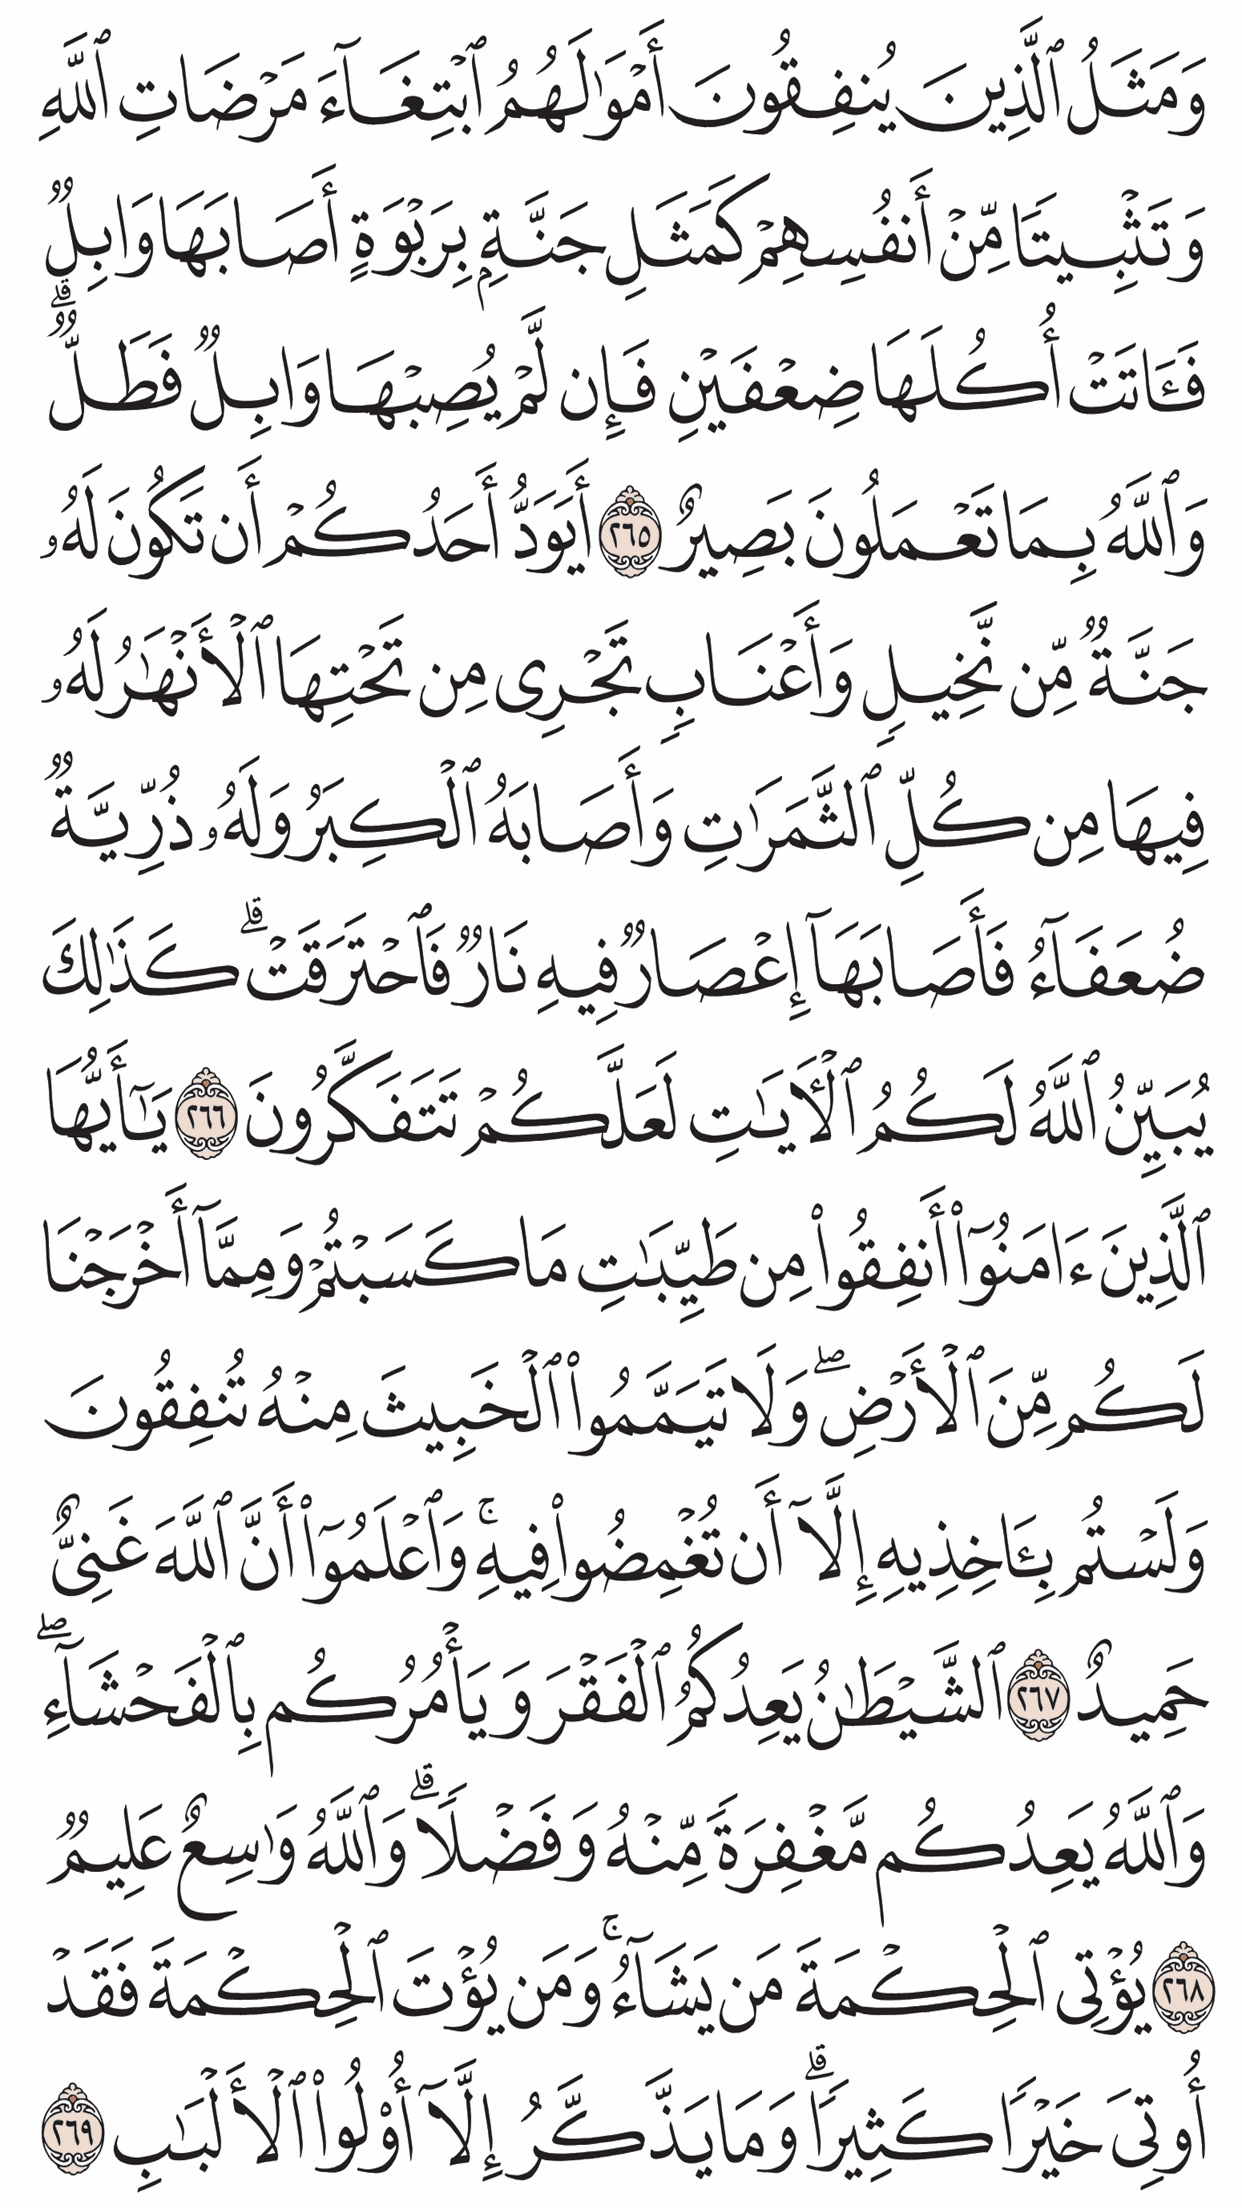 وَمَثَلُ ٱلَّذِينَ يُنفِقُونَ أَمْوَٰلَهُمُ ٱبْتِغَآءَ مَرْضَاتِ ٱللَّهِ
وَتَثْبِيتًا مِّنْ أَنفُسِهِمْ كَمَثَلِ جَنَّةٍۭ بِرَبْوَةٍ أَصَابَهَا وَابِلٌ
فَـَٔاتَتْ أُكُلَهَا ضِعْفَيْنِ فَإِن لَّمْ يُصِبْهَا وَابِلٌ فَطَلٌّ ۗ
وَٱللَّهُ بِمَا تَعْمَلُونَ بَصِيرٌ ٢٦٥ أَيَوَدُّ أَحَدُكُمْ أَن تَكُونَ لَهُۥ
جَنَّةٌ مِّن نَّخِيلٍ وَأَعْنَابٍ تَجْرِى مِن تَحْتِهَا ٱلْأَنْهَٰرُ لَهُۥ
فِيهَا مِن كُلِّ ٱلثَّمَرَٰتِ وَأَصَابَهُ ٱلْكِبَرُ وَلَهُۥ ذُرِّيَّةٌ
ضُعَفَآءُ فَأَصَابَهَآ إِعْصَارٌ فِيهِ نَارٌ فَٱحْتَرَقَتْ ۗ كَذَٰلِكَ
يُبَيِّنُ ٱللَّهُ لَكُمُ ٱلْـَٔايَٰتِ لَعَلَّكُمْ تَتَفَكَّرُونَ ٢٦٦ يَٰٓأَيُّهَا
ٱلَّذِينَ ءَامَنُوٓا۟ أَنفِقُوا۟ مِن طَيِّبَٰتِ مَا كَسَبْتُمْ وَمِمَّآ أَخْرَجْنَا
لَكُم مِّنَ ٱلْأَرْضِ ۖ وَلَا تَيَمَّمُوا۟ ٱلْخَبِيثَ مِنْهُ تُنفِقُونَ
وَلَسْتُم بِـَٔاخِذِيهِ إِلَّآ أَن تُغْمِضُوا۟ فِيهِ ۚ وَٱعْلَمُوٓا۟ أَنَّ ٱللَّهَ غَنِىٌّ
حَمِيدٌ ٢٦٧ ٱلشَّيْطَٰنُ يَعِدُكُمُ ٱلْفَقْرَ وَيَأْمُرُكُم بِٱلْفَحْشَآءِ ۖ
وَٱللَّهُ يَعِدُكُم مَّغْفِرَةً مِّنْهُ وَفَضْلًا ۗ وَٱللَّهُ وَٰسِعٌ عَلِيمٌ
٢٦٨ يُؤْتِى ٱلْحِكْمَةَ مَن يَشَآءُ ۚ وَمَن يُؤْتَ ٱلْحِكْمَةَ فَقَدْ
أُوتِىَ خَيْرًا كَثِيرًا ۗ وَمَا يَذَّكَّرُ إِلَّآ أُو۟لُوا۟ ٱلْأَلْبَٰبِ ٢٦٩